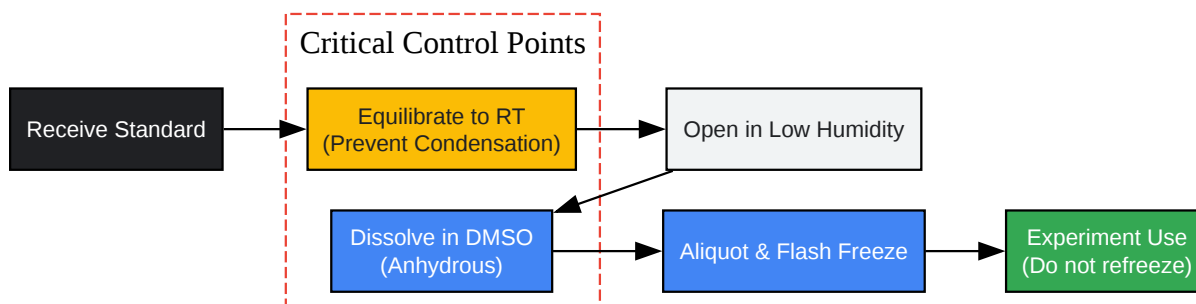 Critical Control Points
Receive Standard
Equilibrate to RT
(Prevent Condensation)
Open in Low Humidity
Dissolve in DMSO
(Anhydrous)
Aliquot & Flash Freeze
Experiment Use
(Do not refreeze)